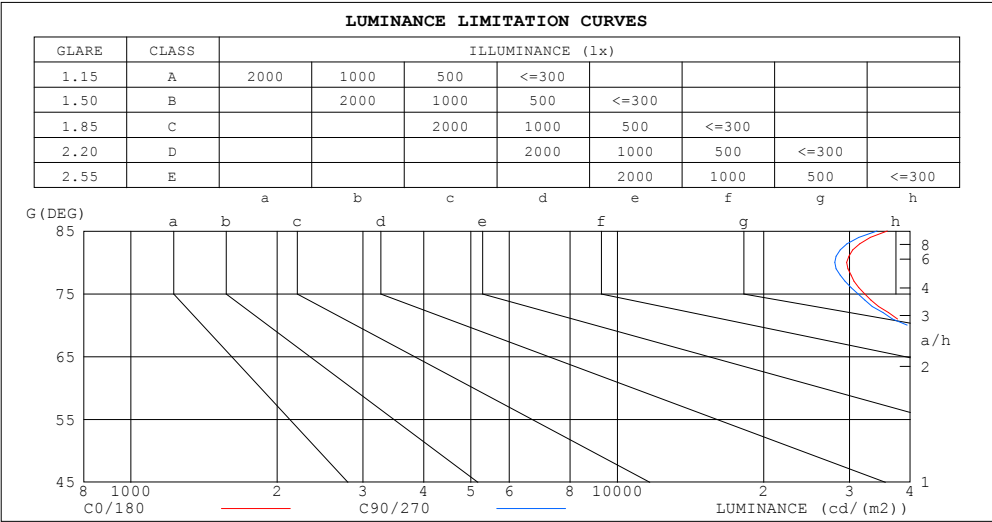 LUMINANCE LIMITATION CURVES
GLARE CLASS ILLUMINANCE (lx)
1.15 A 2000 1000 500 <=300
1.50 B 2000 1000 500 <=300
1.85 C 2000 1000 500 <=300
2.20 D 2000 1000 500 <=300
2.55 E 2000 1000 500 <=300
a b c d e f g h
G(DEG)
a b c d e f g h
85
8
6
75
4
3
a/h
65
2
55
45 1
8 1000 2 3 4 5 6 8 10000 2 3 4
C0/180 C90/270 LUMINANCE (cd/(m2))